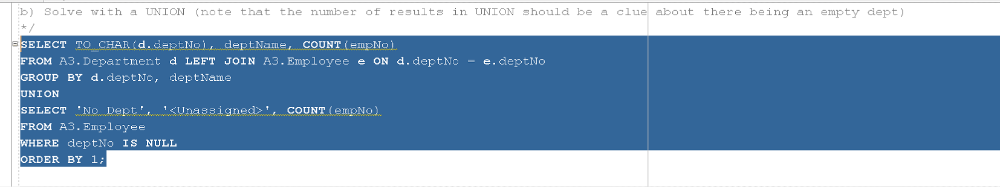 b) Solve with a UNION (note that the number of results in UNION should be a clue about there being an empty dept)
*/
SELECT TO_CHAR(d.deptNo), deptName, COUNT(empNo)
FROM A3.Department d LEFT JOIN A3.Employee e ON d.deptNo = e.deptNo
GROUP BY d.deptNo, deptName
UNION
SELECT 'No Dept', '<Unassigned>', COUNT(empNo)
FROM A3.Employee
WHERE deptNo IS NULL
ORDER BY 1;